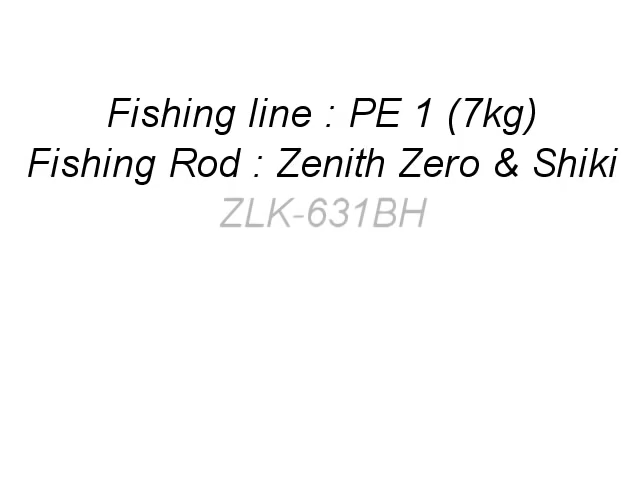 Fishing line : PE 1 (7kg)
Fishing Rod : Zenith Zero & Shiki
ZLK-631BH